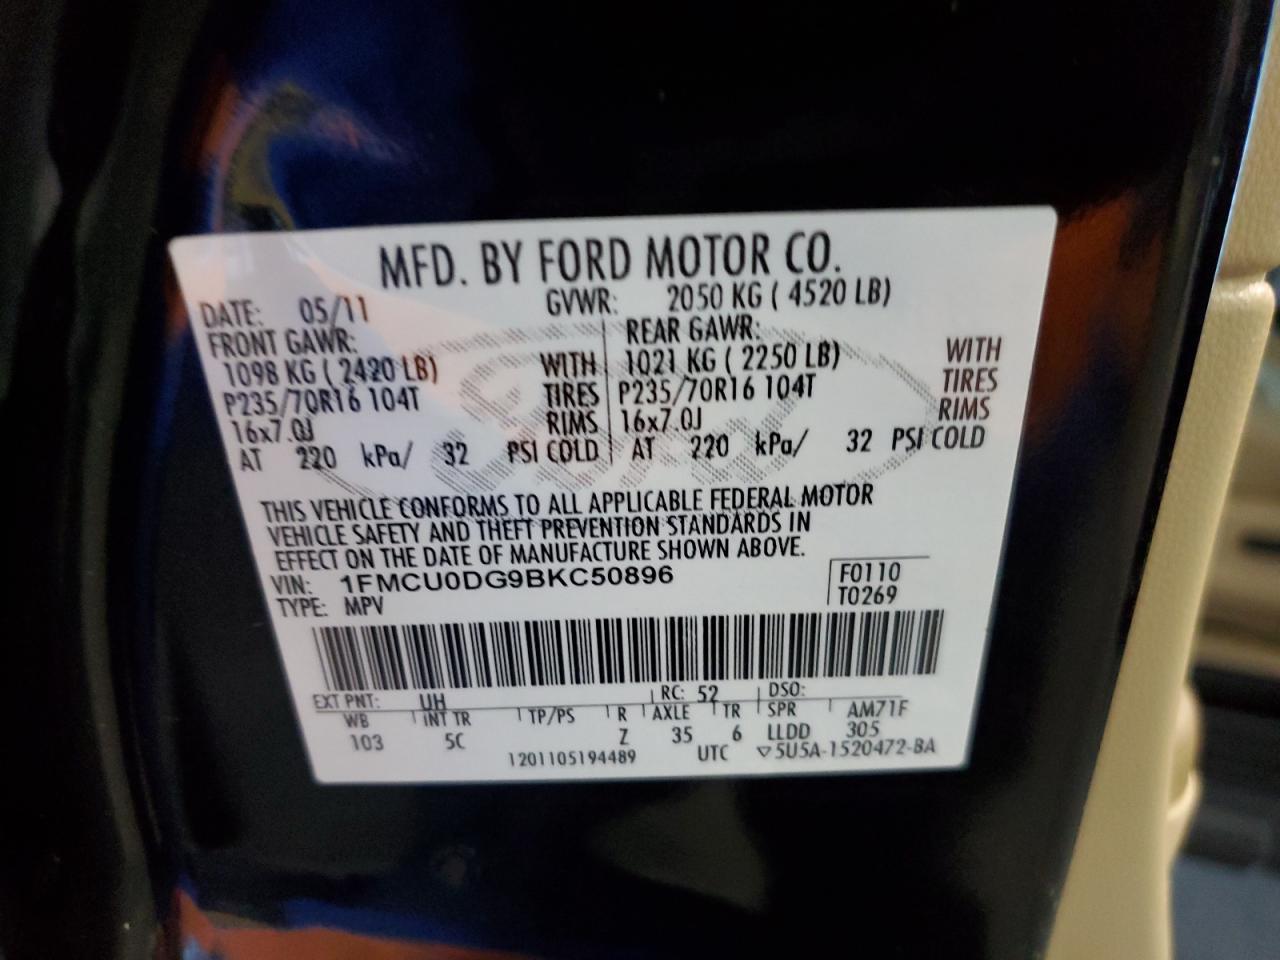 MFD. BY FORD MOTOR CO.
DATE: 05/11 GVWR: 2050 KG ( 4520 LB)
FRONT GAWR: REAR GAWR:
1098 KG ( 2420 LB) WITH 1021 KG ( 2250 LB) WITH
P235/70R16 104T TIRES P235/70R16 104T TIRES
16x7.0J RIMS 16x7.0J RIMS
AT 220 kPa/ 32 PSI COLD AT 220 kPa/ 32 PSI COLD
THIS VEHICLE CONFORMS TO ALL APPLICABLE FEDERAL MOTOR
VEHICLE SAFETY AND THEFT PREVENTION STANDARDS IN
EFFECT ON THE DATE OF MANUFACTURE SHOWN ABOVE.
VIN: 1FMCU0DG9BKC50896 F0110
TYPE: MPV T0269
EXT PNT: UH RC: 52 DSO:
WB INT TR TP/PS R AXLE TR SPR AM71F
103 5C Z 35 6 LLDD 305
1201105194489 UTC ▽5U5A-1520472-BA